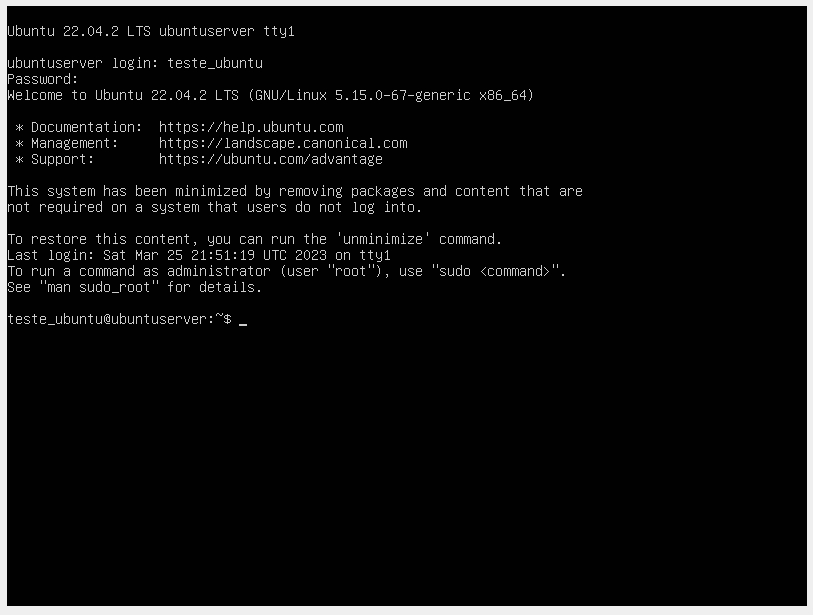 Ubuntu 22.04.2 LTS ubuntuserver tty1
ubuntuserver login: teste_ubuntu
Password:
Welcome to Ubuntu 22.04.2 LTS (GNU/Linux 5.15.0-67-generic x86_64)
* Documentation:  https://help.ubuntu.com
* Management:     https://landscape.canonical.com
* Support:        https://ubuntu.com/advantage
This system has been minimized by removing packages and content that are
not required on a system that users do not log into.
To restore this content, you can run the 'unminimize' command.
Last login: Sat Mar 25 21:51:19 UTC 2023 on tty1
To run a command as administrator (user "root"), use "sudo <command>".
See "man sudo_root" for details.
teste_ubuntu@ubuntuserver:~$ _